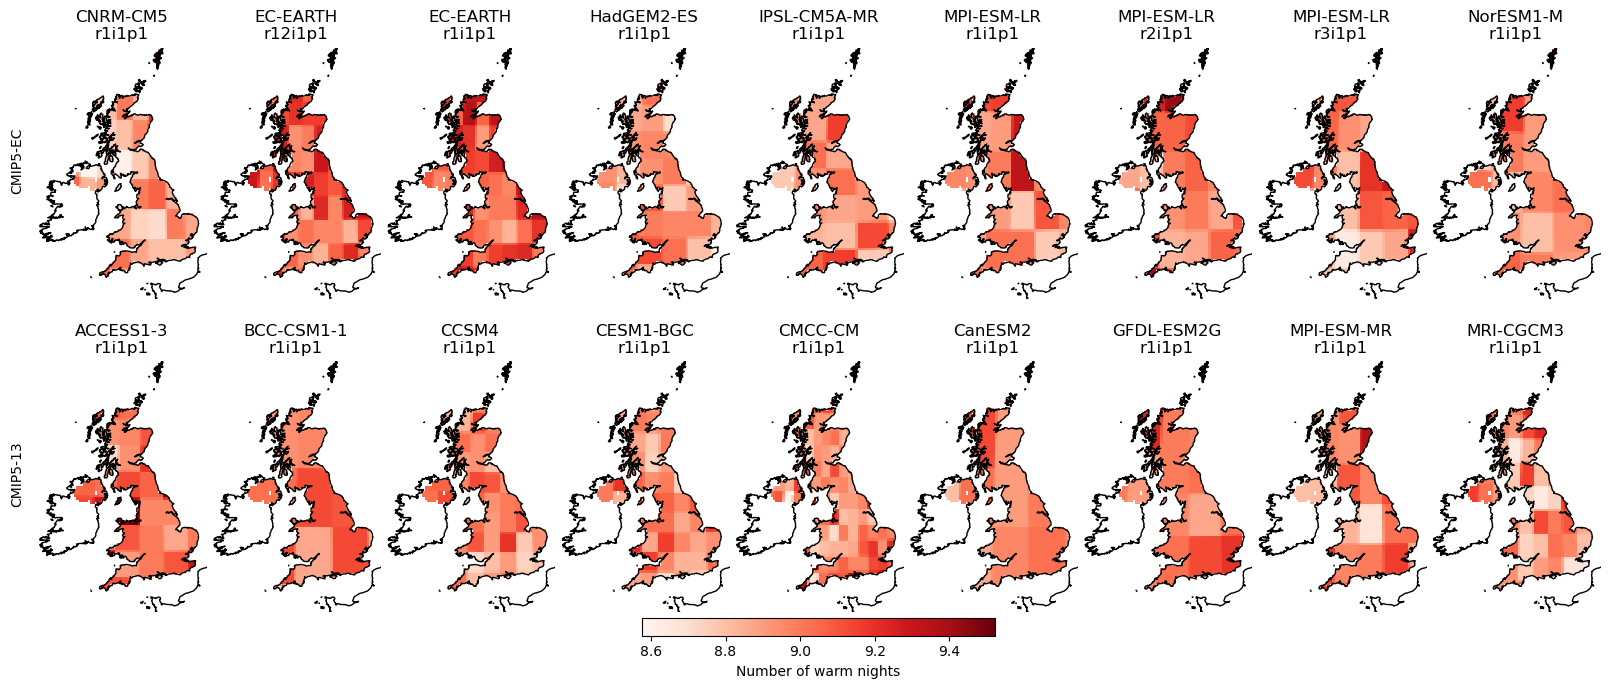 CNRM-CM5
r1i1p1
EC-EARTH
r12i1p1
EC-EARTH
r1i1p1
HadGEM2-ES
r1i1p1
IPSL-CM5A-MR
r1i1p1
MPI-ESM-LR
r1i1p1
MPI-ESM-LR
r2i1p1
MPI-ESM-LR
r3i1p1
NorESM1-M
r1i1p1
CMIP5-EC
ACCESS1-3
r1i1p1
BCC-CSM1-1
r1i1p1
CCSM4
r1i1p1
CESM1-BGC
r1i1p1
CMCC-CM
r1i1p1
CanESM2
r1i1p1
GFDL-ESM2G
r1i1p1
MPI-ESM-MR
r1i1p1
MRI-CGCM3
r1i1p1
CMIP5-13
8.6 8.8 9.0 9.2 9.4
Number of warm nights